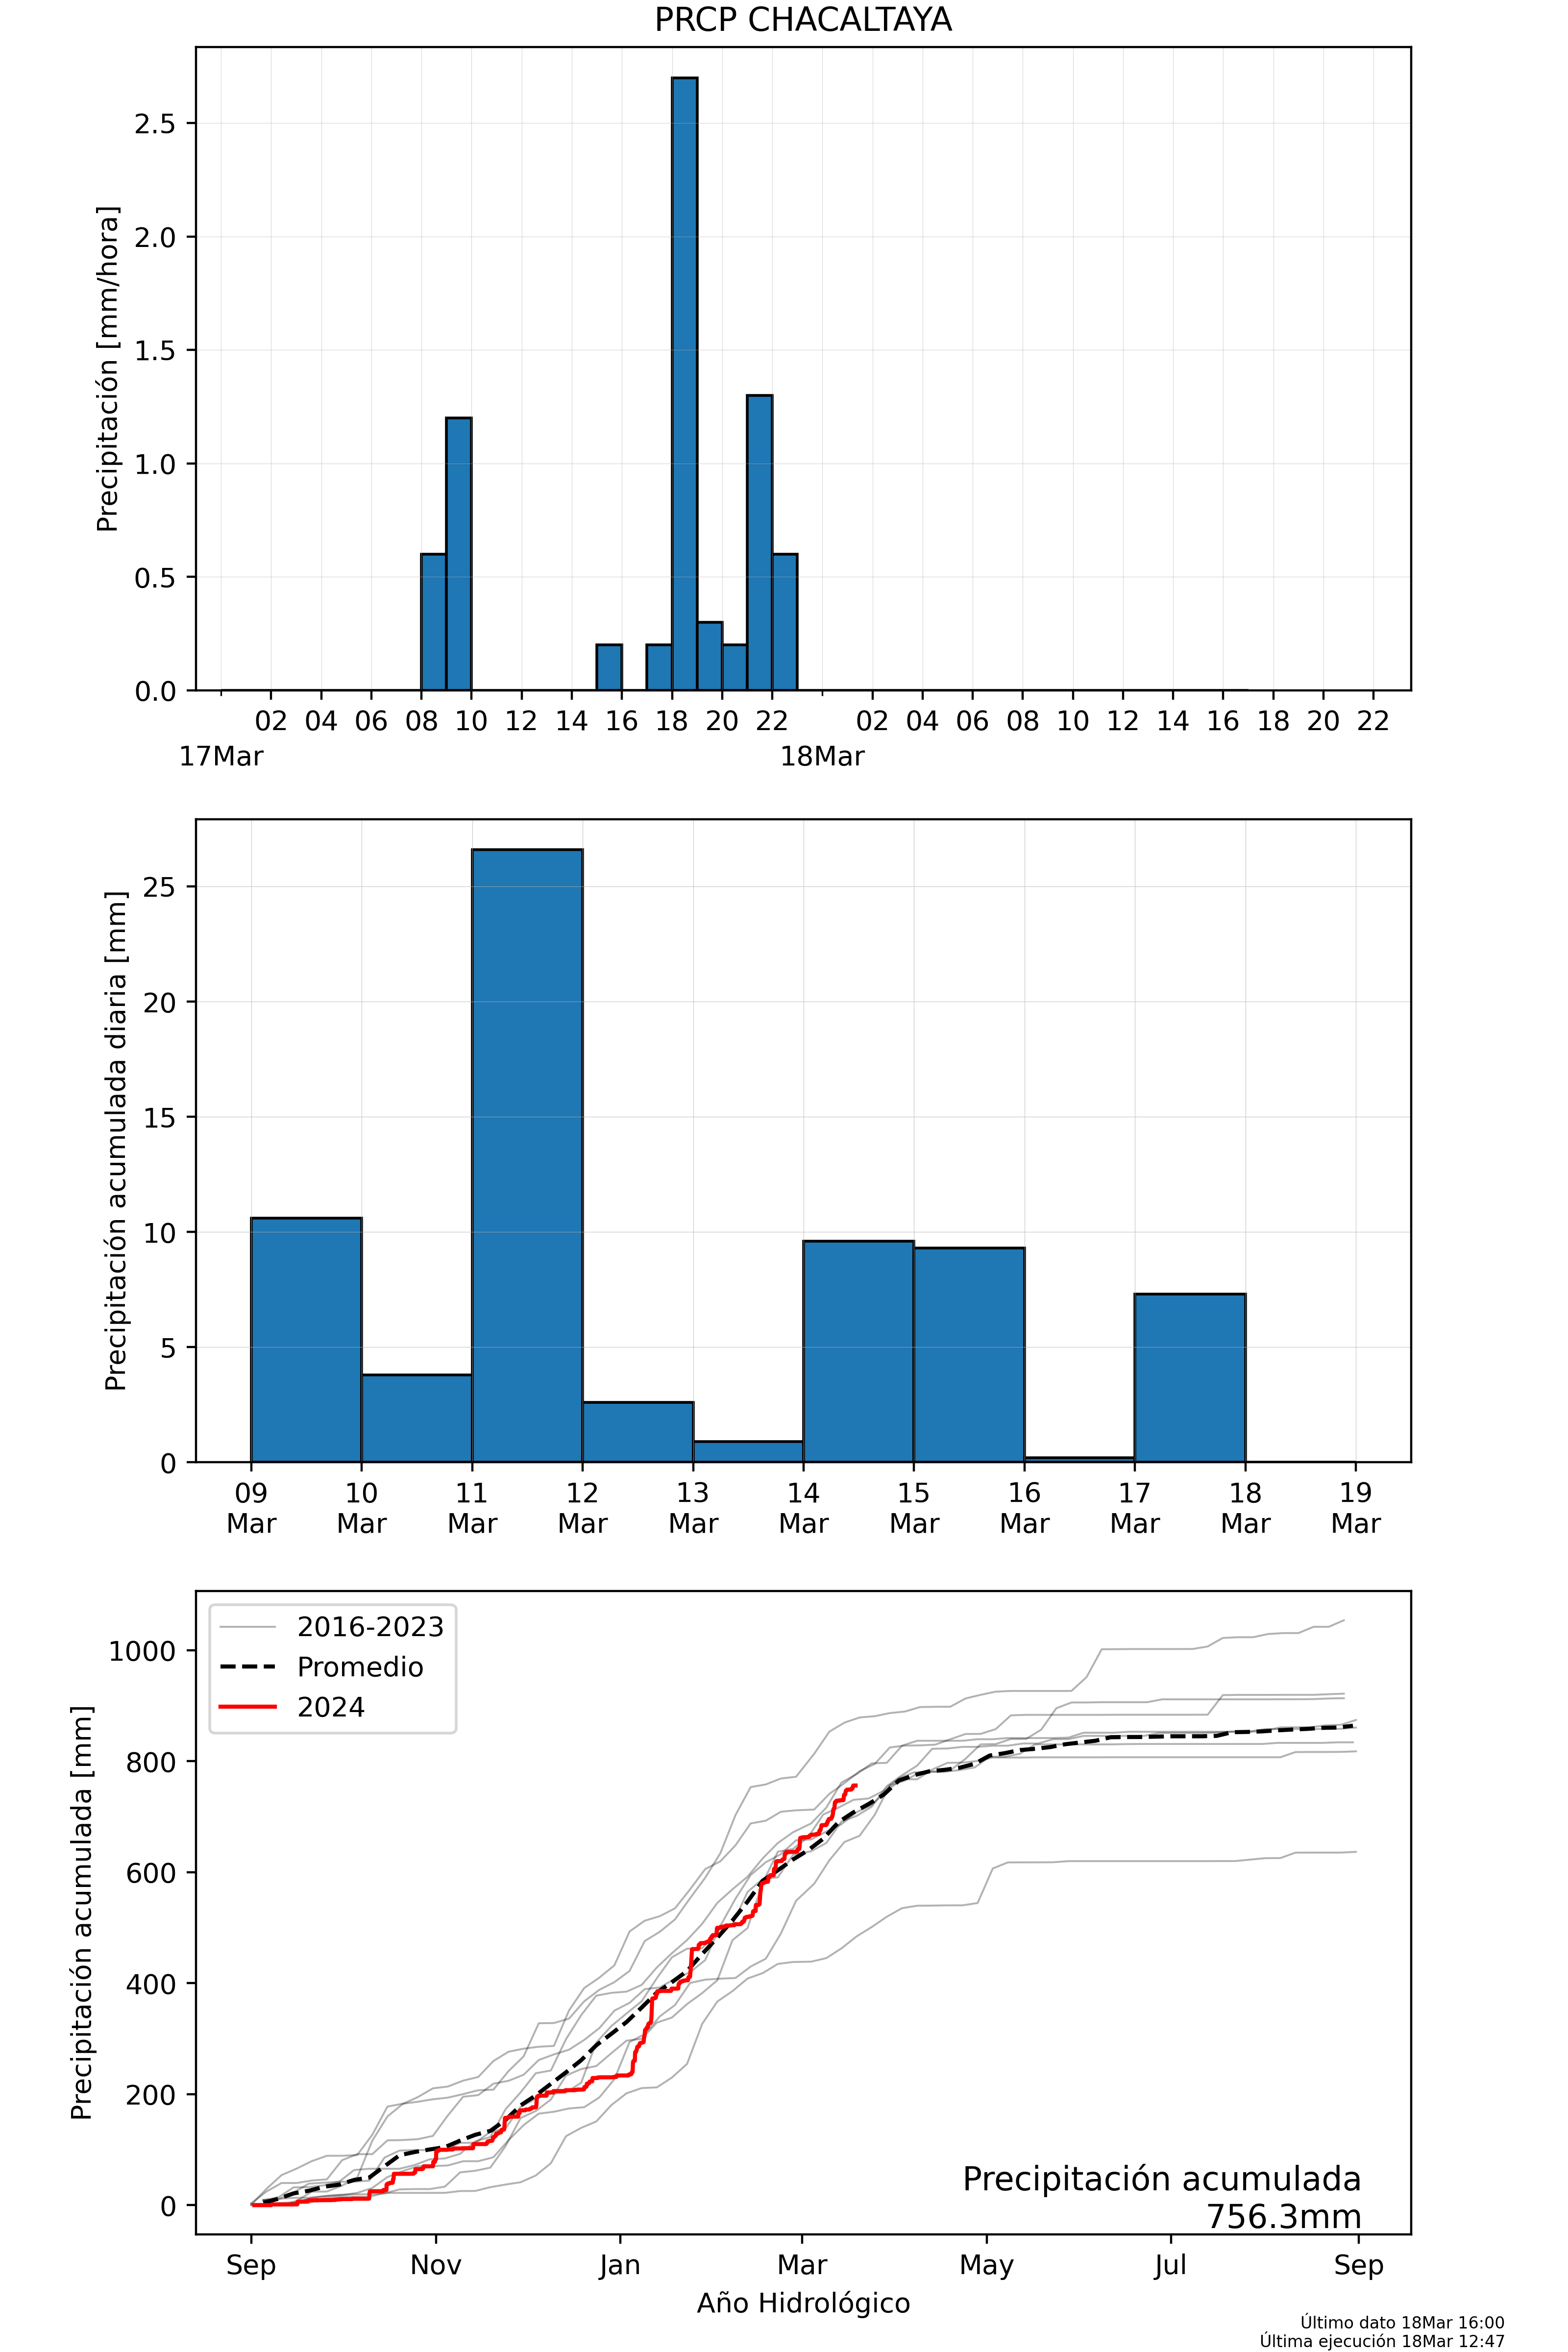 PRCP CHACALTAYA
Precipitación [mm/hora]
2.5
2.0
1.5
1.0
0.5
0.0
02 04 06 08 10 12 14 16 18 20 22 02 04 06 08 10 12 14 16 18 20 22
17Mar 18Mar
Precipitación acumulada diaria [mm]
25
20
15
10
5
0
09 10 11 12 13 14 15 16 17 18 19
Mar Mar Mar Mar Mar Mar Mar Mar Mar Mar Mar
Precipitación acumulada [mm]
1000
800
600
400
200
0
2016-2023
Promedio
2024
Precipitación acumulada
756.3mm
Sep Nov Jan Mar May Jul Sep
Año Hidrológico
Último dato 18Mar 16:00
Última ejecución 18Mar 12:47